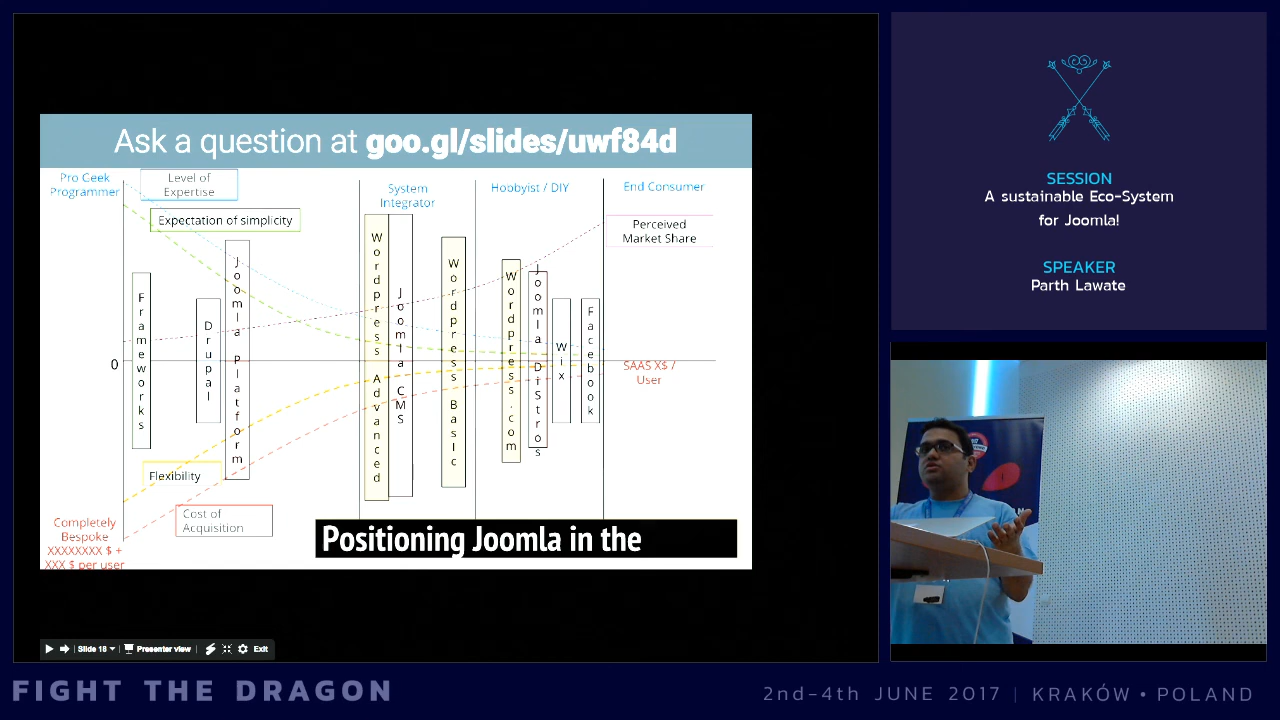 Ask a question at goo.gl/slides/uwf84d
Pro Geek
Programmer
Level of
Expertise
System
Integrator
Hobbyist / DIY
End Consumer
Expectation of simplicity
Perceived
Market Share
Frameworks
Drupal
Joomla Platform
Wordpress Advanced
Joomla CMS
Wordpress Basic
Wordpress.com
Joomla Distros
Wix
Facebook
0
SAAS X$ /
User
Flexibility
Cost of
Acquisition
Completely
Bespoke
XXXXXXXX $ +
XXX $ per user
Positioning Joomla in the
Slide 18
Presenter view
Exit
SESSION
A sustainable Eco-System
for Joomla!
SPEAKER
Parth Lawate
FIGHT THE DRAGON
2nd-4th JUNE 2017 | KRAKÓW • POLAND